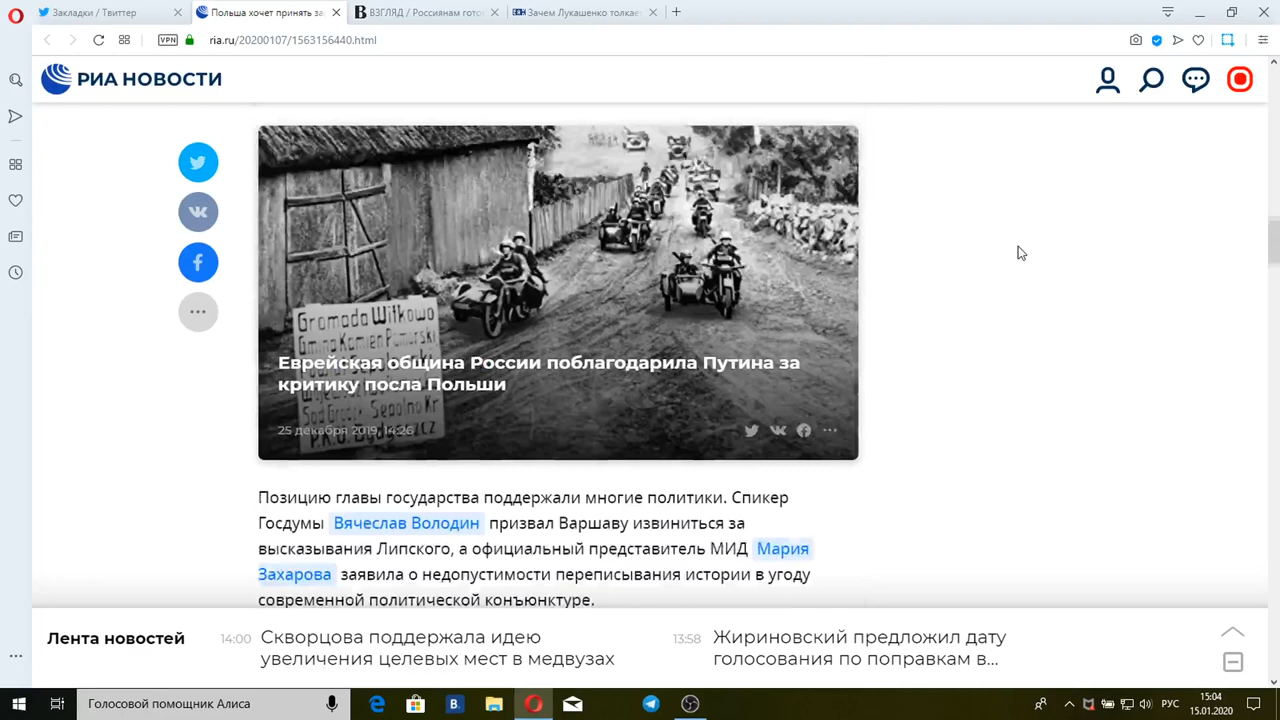 Закладки / Твиттер
Польша хочет принять за
ВЗГЛЯД / Россиянам гото
Зачем Лукашенко толкае
VPN
ria.ru/20200107/1563156440.html
РИА НОВОСТИ
Gromada Witkowo
Gmina Kamień Pomorski
Еврейская община России поблагодарила Путина за
критику посла Польши
25 декабря 2019, 14:26
Позицию главы государства поддержали многие политики. Спикер
Госдумы Вячеслав Володин призвал Варшаву извиниться за
высказывания Липского, а официальный представитель МИД Мария
Захарова заявила о недопустимости переписывания истории в угоду
современной политической конъюнктуре.
Лента новостей
14:00 Скворцова поддержала идею
увеличения целевых мест в медвузах
13:58 Жириновский предложил дату
голосования по поправкам в...
Голосовой помощник Алиса
РУС
15:04
15.01.2020